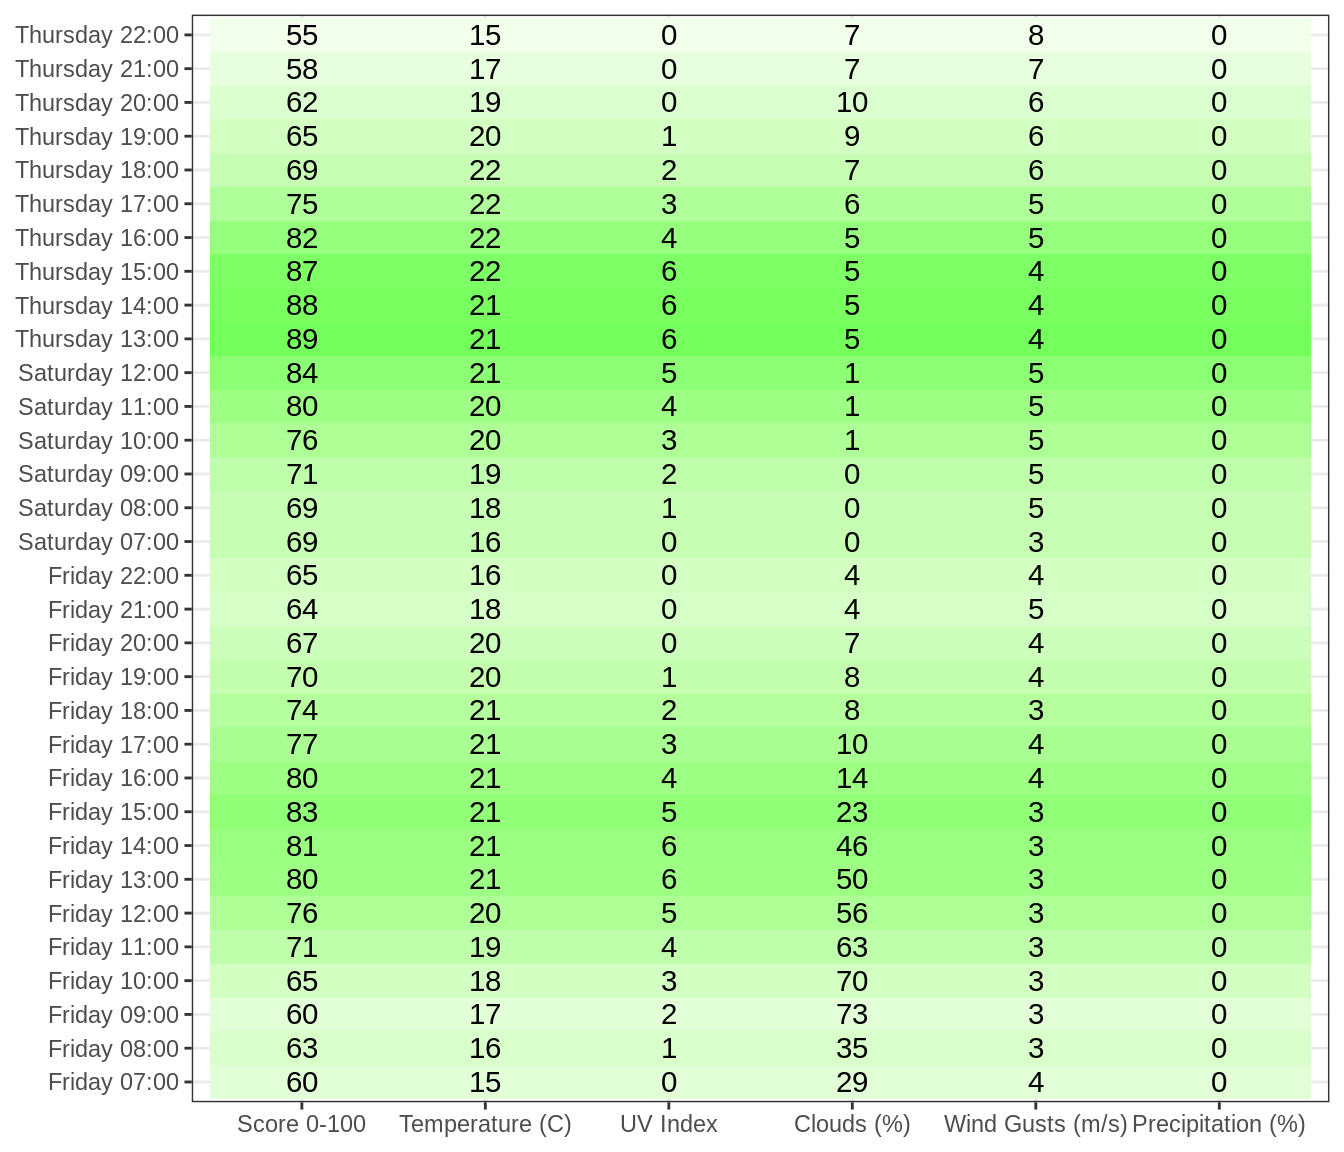 Thursday 22:00 55 15 0 7 8 0
Thursday 21:00 58 17 0 7 7 0
Thursday 20:00 62 19 0 10 6 0
Thursday 19:00 65 20 1 9 6 0
Thursday 18:00 69 22 2 7 6 0
Thursday 17:00 75 22 3 6 5 0
Thursday 16:00 82 22 4 5 5 0
Thursday 15:00 87 22 6 5 4 0
Thursday 14:00 88 21 6 5 4 0
Thursday 13:00 89 21 6 5 4 0
Saturday 12:00 84 21 5 1 5 0
Saturday 11:00 80 20 4 1 5 0
Saturday 10:00 76 20 3 1 5 0
Saturday 09:00 71 19 2 0 5 0
Saturday 08:00 69 18 1 0 5 0
Saturday 07:00 69 16 0 0 3 0
Friday 22:00 65 16 0 4 4 0
Friday 21:00 64 18 0 4 5 0
Friday 20:00 67 20 0 7 4 0
Friday 19:00 70 20 1 8 4 0
Friday 18:00 74 21 2 8 3 0
Friday 17:00 77 21 3 10 4 0
Friday 16:00 80 21 4 14 4 0
Friday 15:00 83 21 5 23 3 0
Friday 14:00 81 21 6 46 3 0
Friday 13:00 80 21 6 50 3 0
Friday 12:00 76 20 5 56 3 0
Friday 11:00 71 19 4 63 3 0
Friday 10:00 65 18 3 70 3 0
Friday 09:00 60 17 2 73 3 0
Friday 08:00 63 16 1 35 3 0
Friday 07:00 60 15 0 29 4 0
Score 0-100 Temperature (C) UV Index Clouds (%) Wind Gusts (m/s) Precipitation (%)